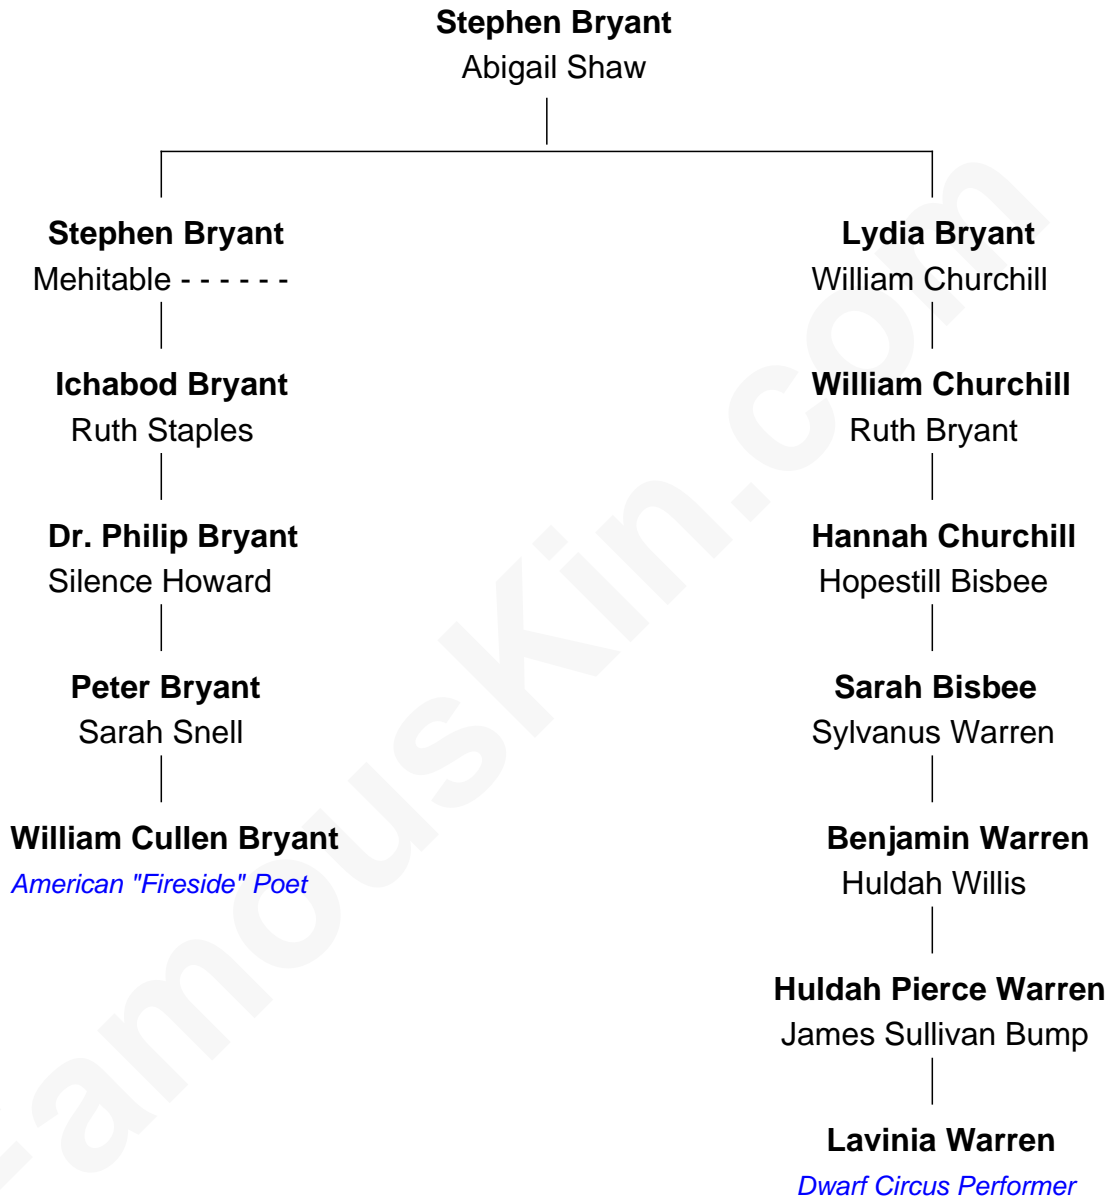 Stephen Bryant
Abigail Shaw
Stephen Bryant
Mehitable - - - - - -
Lydia Bryant
William Churchill
Ichabod Bryant
Ruth Staples
William Churchill
Ruth Bryant
Dr. Philip Bryant
Silence Howard
Hannah Churchill
Hopestill Bisbee
Peter Bryant
Sarah Snell
Sarah Bisbee
Sylvanus Warren
William Cullen Bryant
American "Fireside" Poet
Benjamin Warren
Huldah Willis
Huldah Pierce Warren
James Sullivan Bump
Lavinia Warren
Dwarf Circus Performer
FamousKin.com